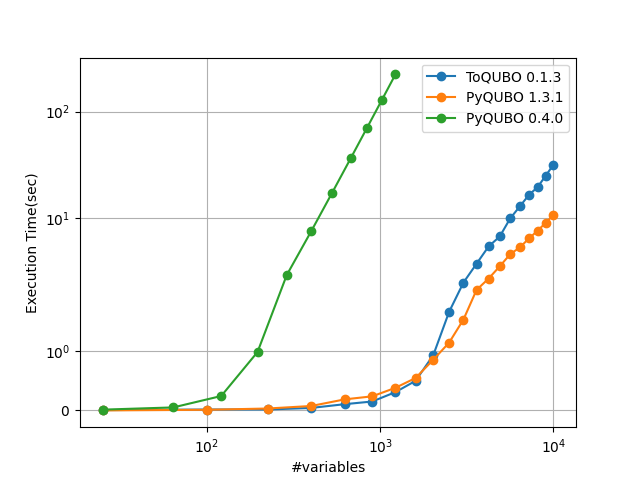 ToQUBO 0.1.3
PyQUBO 1.3.1
PyQUBO 0.4.0
Execution Time(sec)
10²
10¹
10⁰
0
10² 10³ 10⁴
#variables